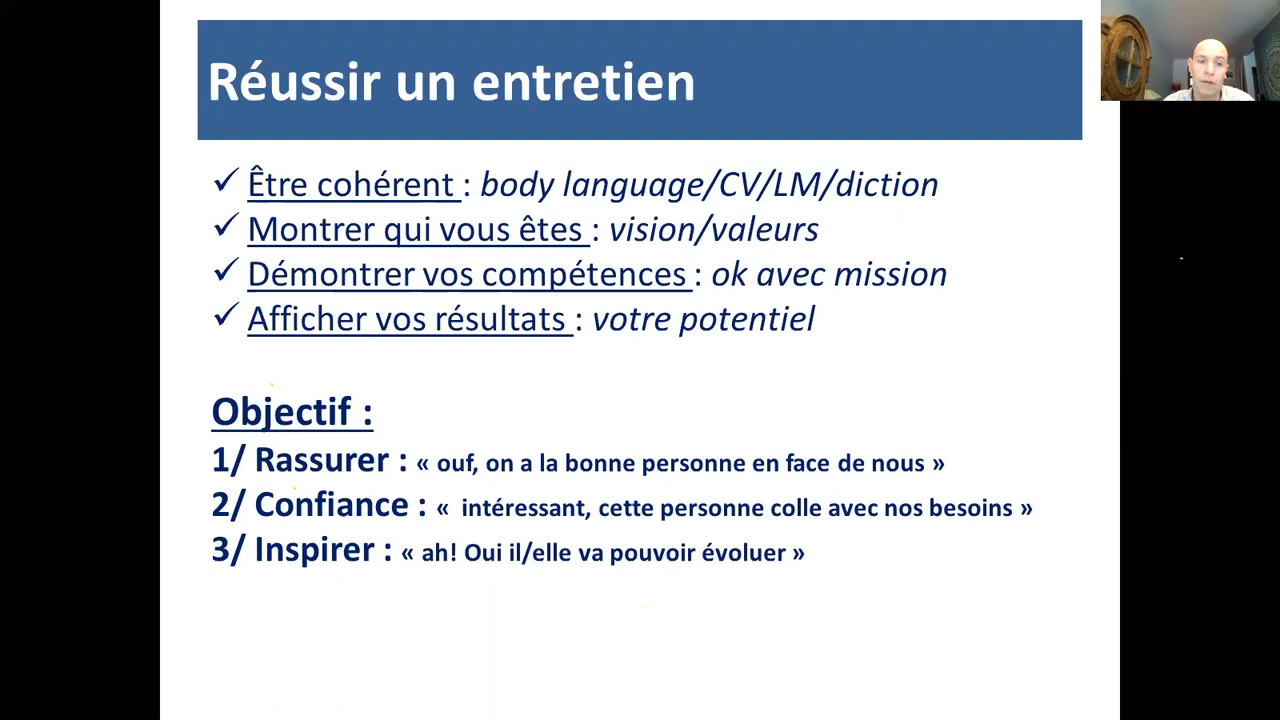 Réussir un entretien
✓ Être cohérent : body language/CV/LM/diction
✓ Montrer qui vous êtes : vision/valeurs
✓ Démontrer vos compétences : ok avec mission
✓ Afficher vos résultats : votre potentiel
Objectif :
1/ Rassurer : « ouf, on a la bonne personne en face de nous »
2/ Confiance : «  intéressant, cette personne colle avec nos besoins »
3/ Inspirer : « ah! Oui il/elle va pouvoir évoluer »